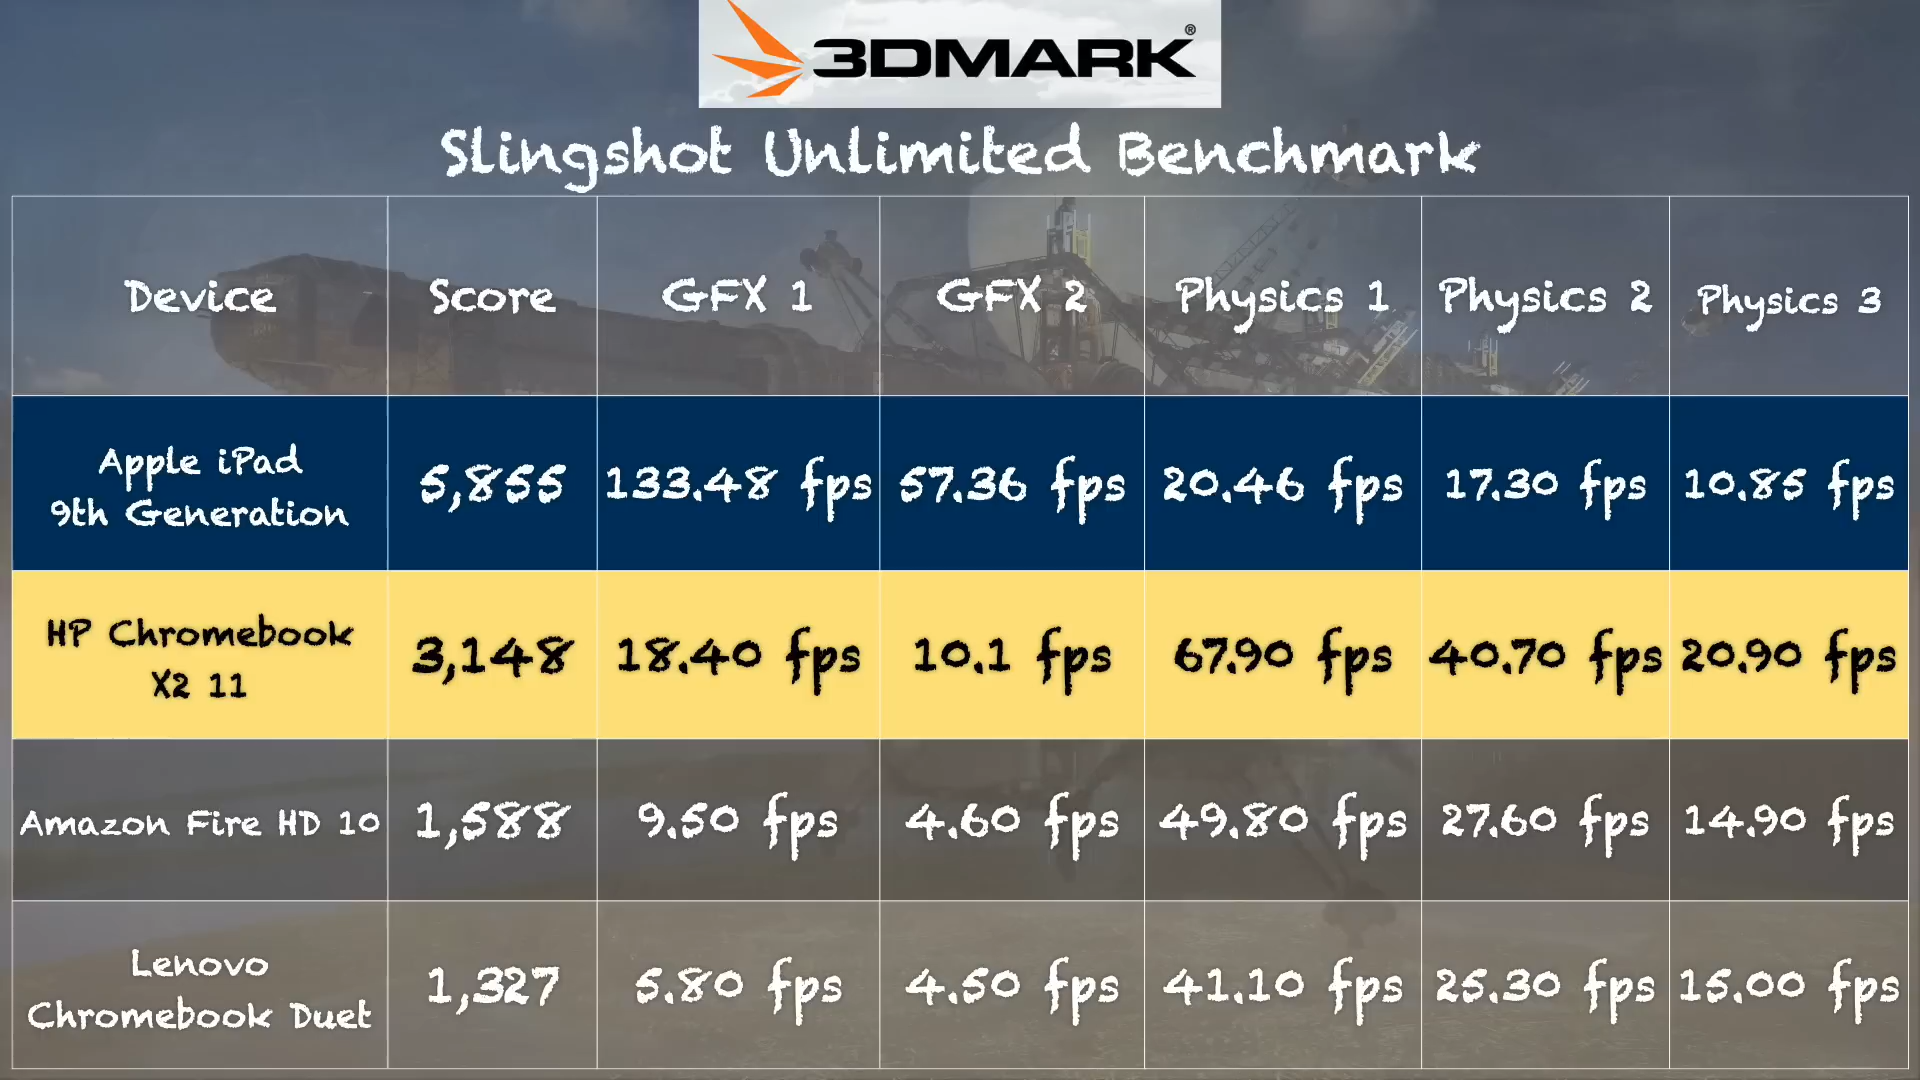 3DMARK®
Slingshot Unlimited Benchmark
Device Score GFX 1 GFX 2 Physics 1 Physics 2 Physics 3
Apple iPad
9th Generation
5,855 133.48 fps 57.36 fps 20.46 fps 17.30 fps 10.85 fps
HP Chromebook
X2 11
3,148 18.40 fps 10.1 fps 67.90 fps 40.70 fps 20.90 fps
Amazon Fire HD 10 1,588 9.50 fps 4.60 fps 49.80 fps 27.60 fps 14.90 fps
Lenovo
Chromebook Duet
1,327 5.80 fps 4.50 fps 41.10 fps 25.30 fps 15.00 fps